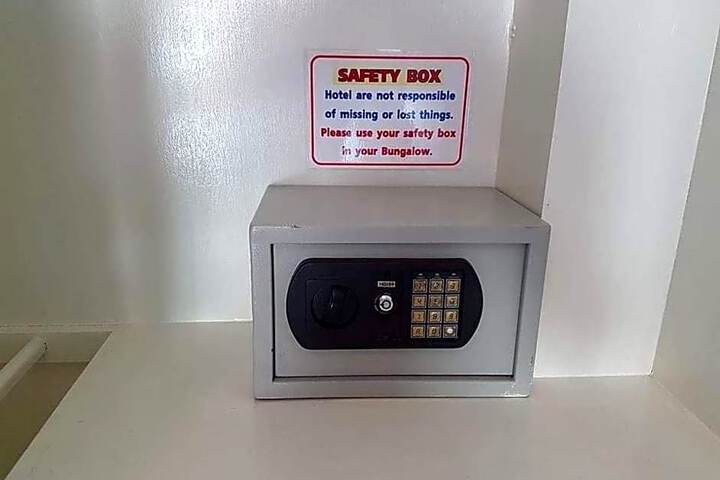 SAFETY BOX
Hotel are not responsible
of missing or lost things.
Please use your safety box
in your Bungalow.